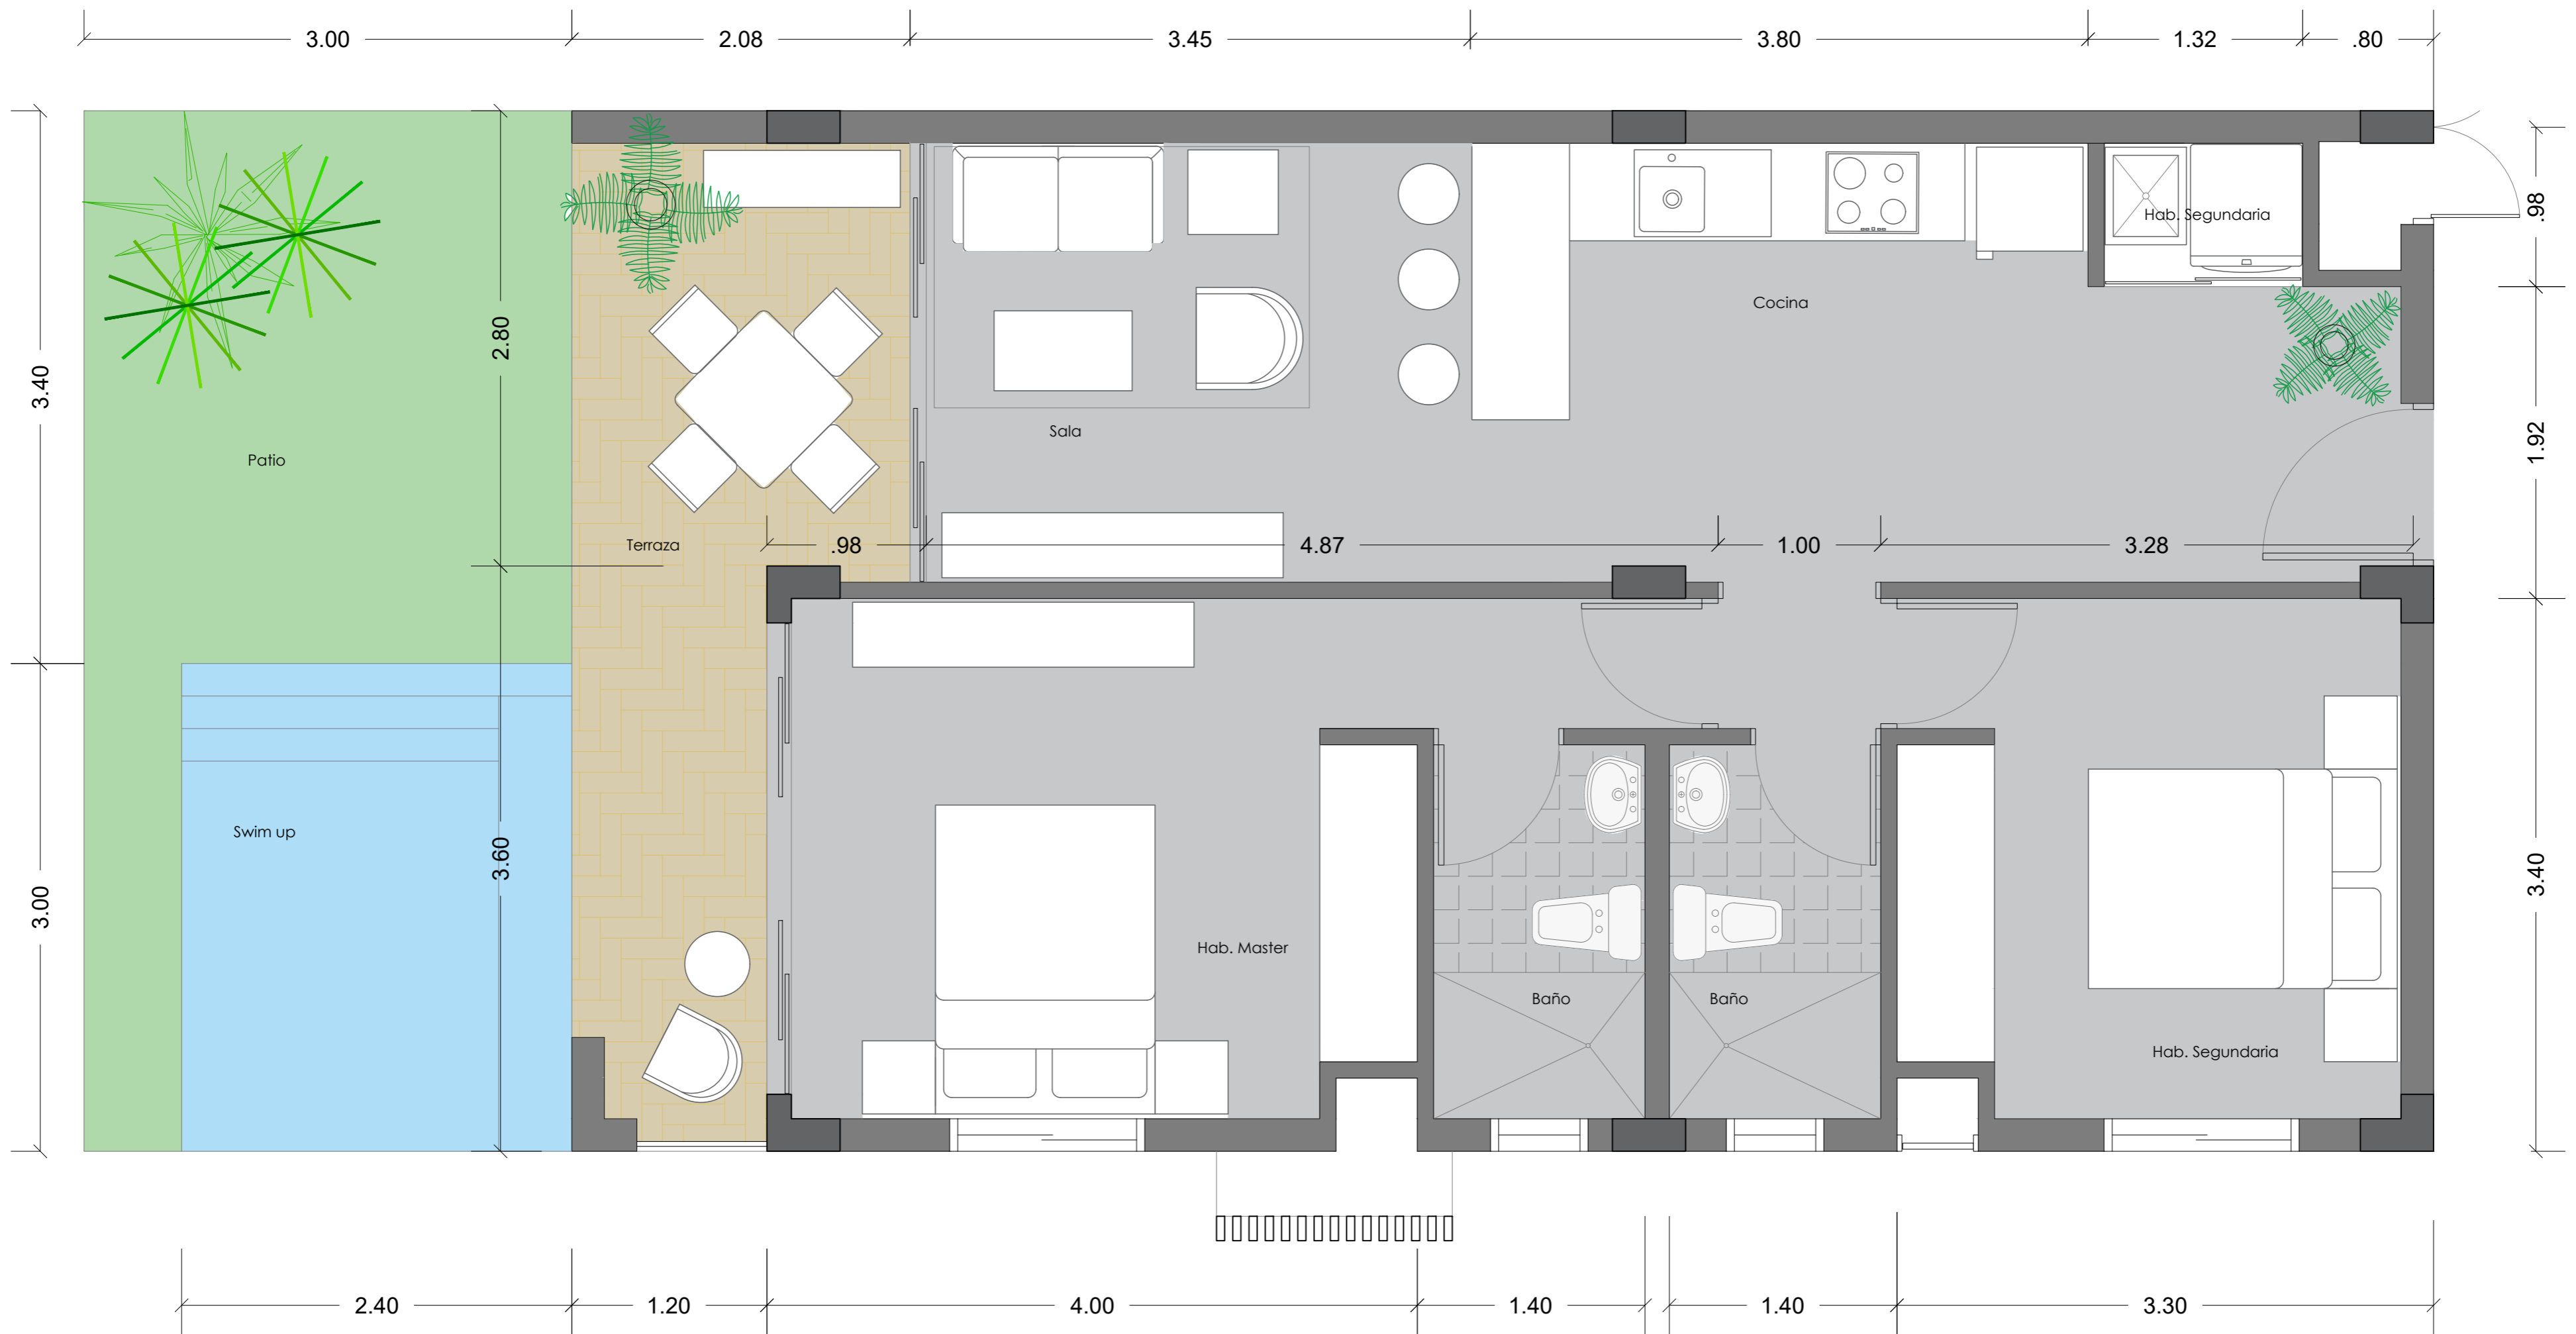 3.00
2.08
3.45
3.80
1.32
.80
.98
Hab. Segundaria
Cocina
2.80
3.40
Sala
1.92
Patio
Terraza
.98
4.87
1.00
3.28
Swim up
3.60
3.40
3.00
Hab. Master
Baño
Baño
Hab. Segundaria
2.40
1.20
4.00
1.40
1.40
3.30